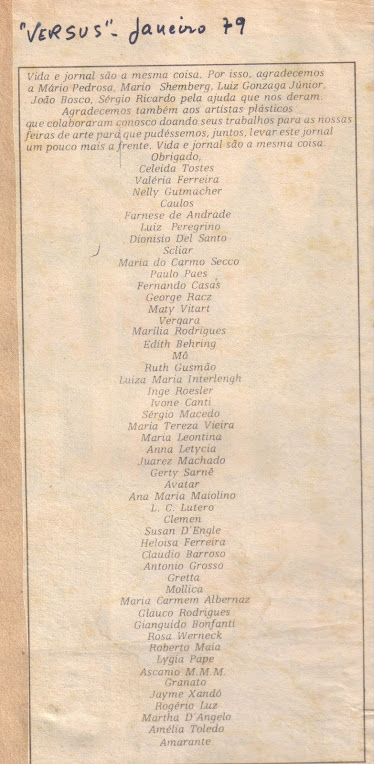 "VERSUS" - Janeiro 79
Vida e jornal são a mesma coisa. Por isso, agradecemos
a Mário Pedrosa, Mario Shemberg, Luiz Gonzaga Júnior,
João Bosco, Sérgio Ricardo pela ajuda que nos deram.
Agradecemos também aos artistas plásticos
que colaboraram conosco doando seus trabalhos para as nossas
feiras de arte para que pudéssemos, juntos, levar este jornal
um pouco mais a frente. Vida e jornal são a mesma coisa.
Obrigado,
Celeida Tostes
Valéria Ferreira
Nelly Gutmacher
Caulos
Farnese de Andrade
Luiz Peregrino
Dionisio Del Santo
Scliar
Maria do Carmo Secco
Paulo Paes
Fernando Casás
George Racz
Maty Vitart
Vergara
Marília Rodrigues
Edith Behring
Mô
Ruth Gusmão
Luiza Maria Interlengh
Inge Roesler
Ivone Canti
Sérgio Macedo
Maria Tereza Vieira
Maria Leontina
Anna Letycia
Juarez Machado
Gerty Sarnê
Avatar
Ana Maria Maiolino
L. C. Lutero
Clemen
Susan D'Engle
Heloisa Ferreira
Claudio Barroso
Antonio Grosso
Gretta
Mollica
Maria Carmem Albernaz
Glauco Rodrigues
Gianguido Bonfanti
Rosa Werneck
Roberto Maia
Lygia Pape
Ascanio M.M.M.
Granato
Jayme Xandó
Rogério Luz
Martha D'Angelo
Amélia Toledo
Amarante